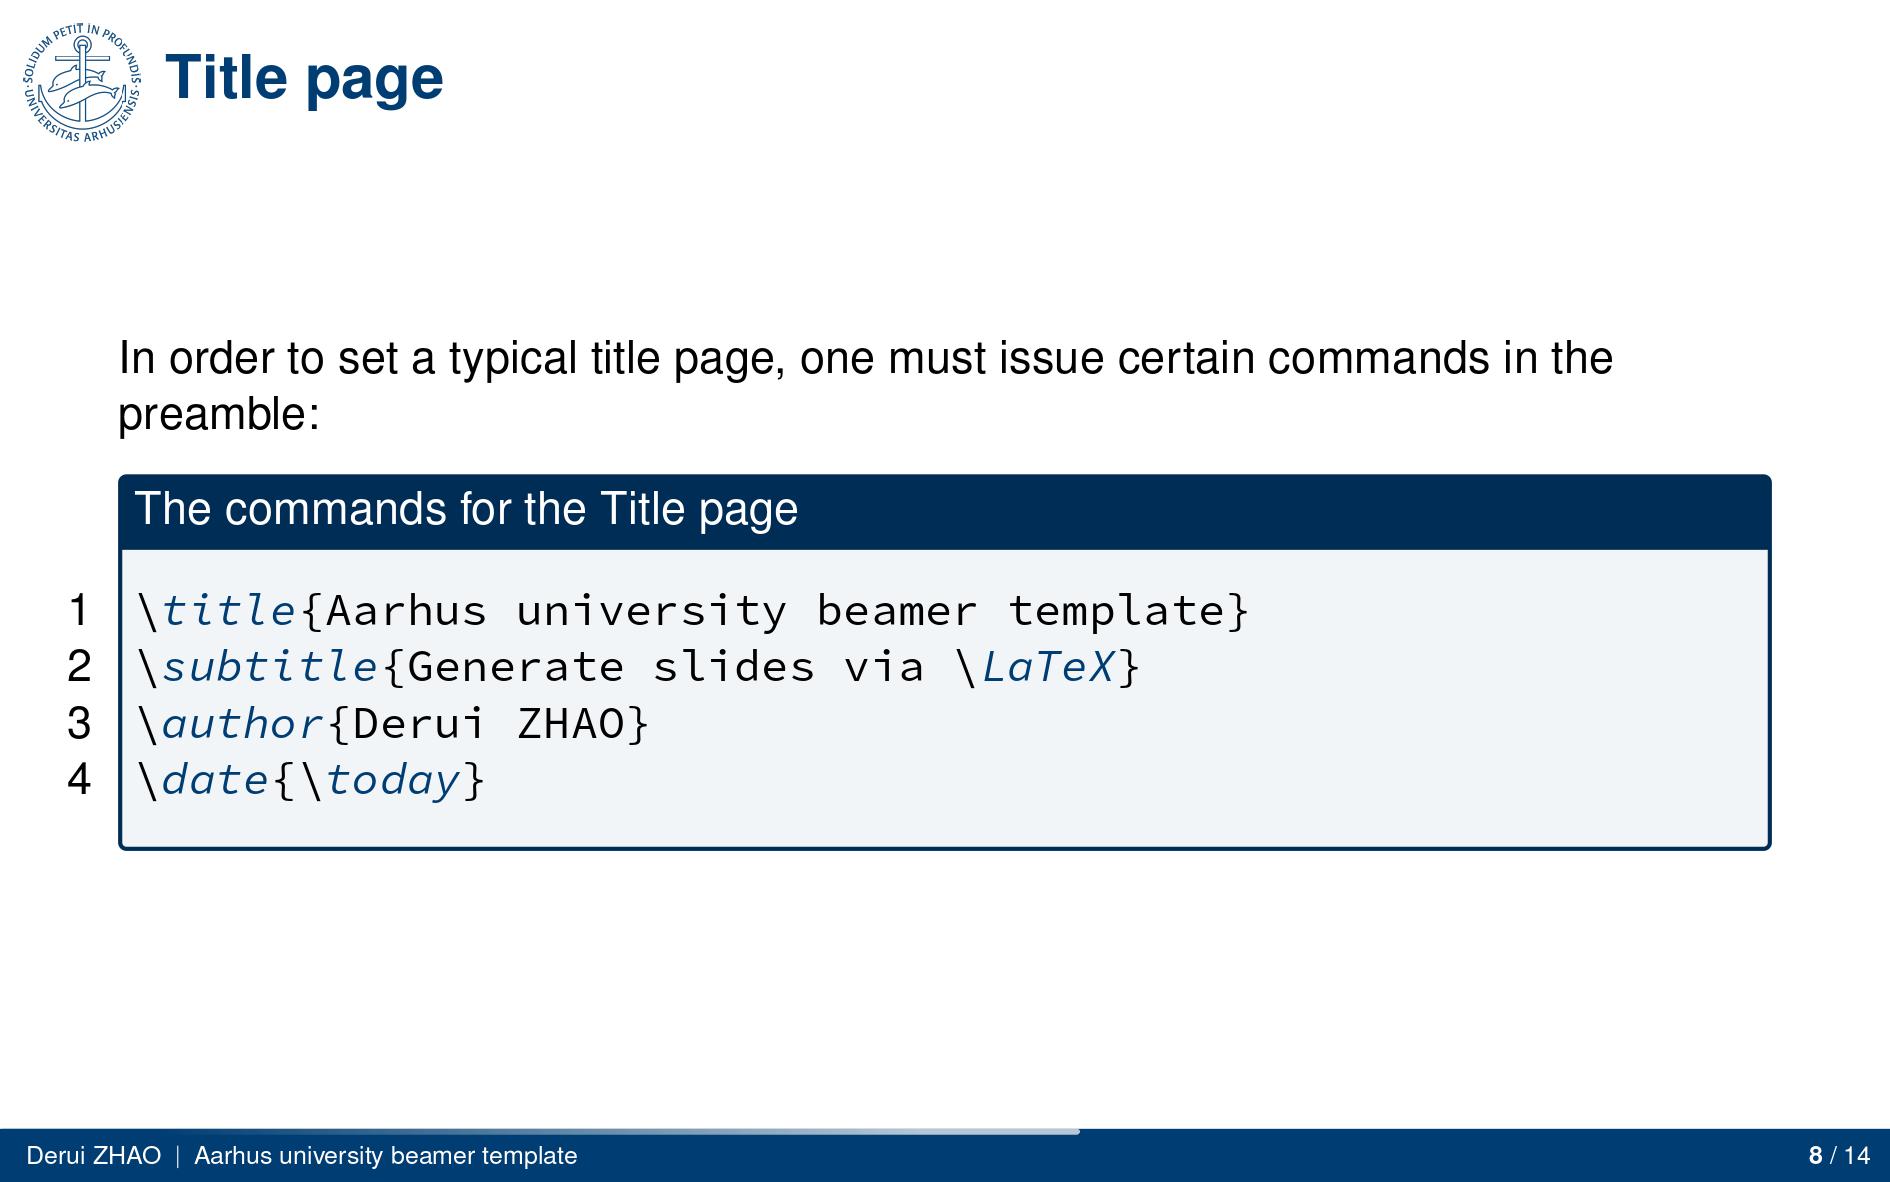 SOLIDUM PETIT IN PROFUNDIS
UNIVERSITAS ARHUSIENSIS
Title page
In order to set a typical title page, one must issue certain commands in the
preamble:
The commands for the Title page
1 \title{Aarhus university beamer template}
2 \subtitle{Generate slides via \LaTeX}
3 \author{Derui ZHAO}
4 \date{\today}
Derui ZHAO | Aarhus university beamer template 8 / 14